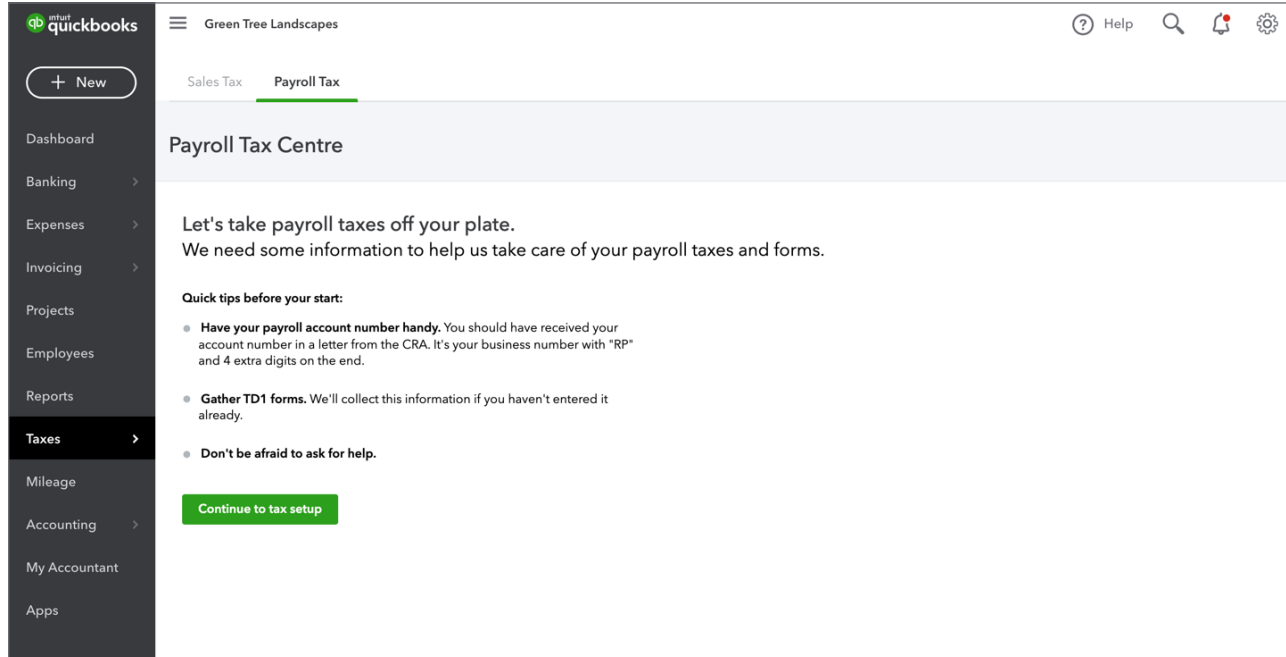 intuit
qb quickbooks
Green Tree Landscapes
? Help
+ New
Sales Tax
Payroll Tax
Dashboard
Banking
Expenses
Invoicing
Projects
Employees
Reports
Taxes
Mileage
Accounting
My Accountant
Apps
Payroll Tax Centre
Let's take payroll taxes off your plate.
We need some information to help us take care of your payroll taxes and forms.
Quick tips before your start:
Have your payroll account number handy. You should have received your
account number in a letter from the CRA. It's your business number with "RP"
and 4 extra digits on the end.
Gather TD1 forms. We'll collect this information if you haven't entered it
already.
Don't be afraid to ask for help.
Continue to tax setup